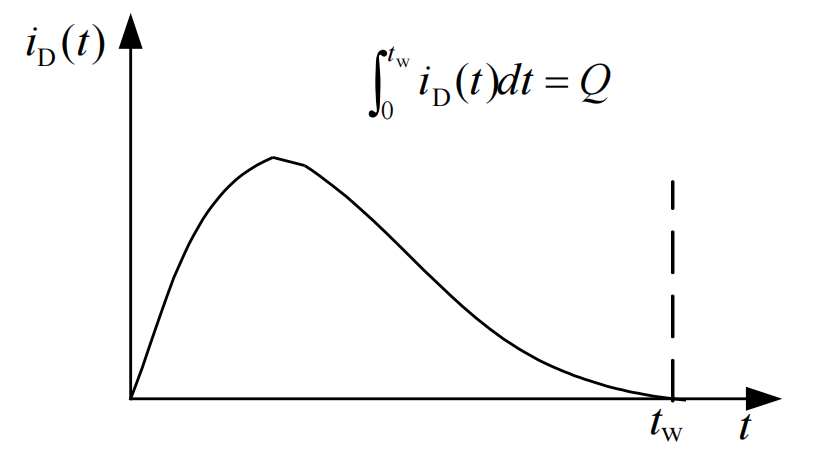 i_D(t)
∫_0^{t_w} i_D(t)dt = Q
t_w
t